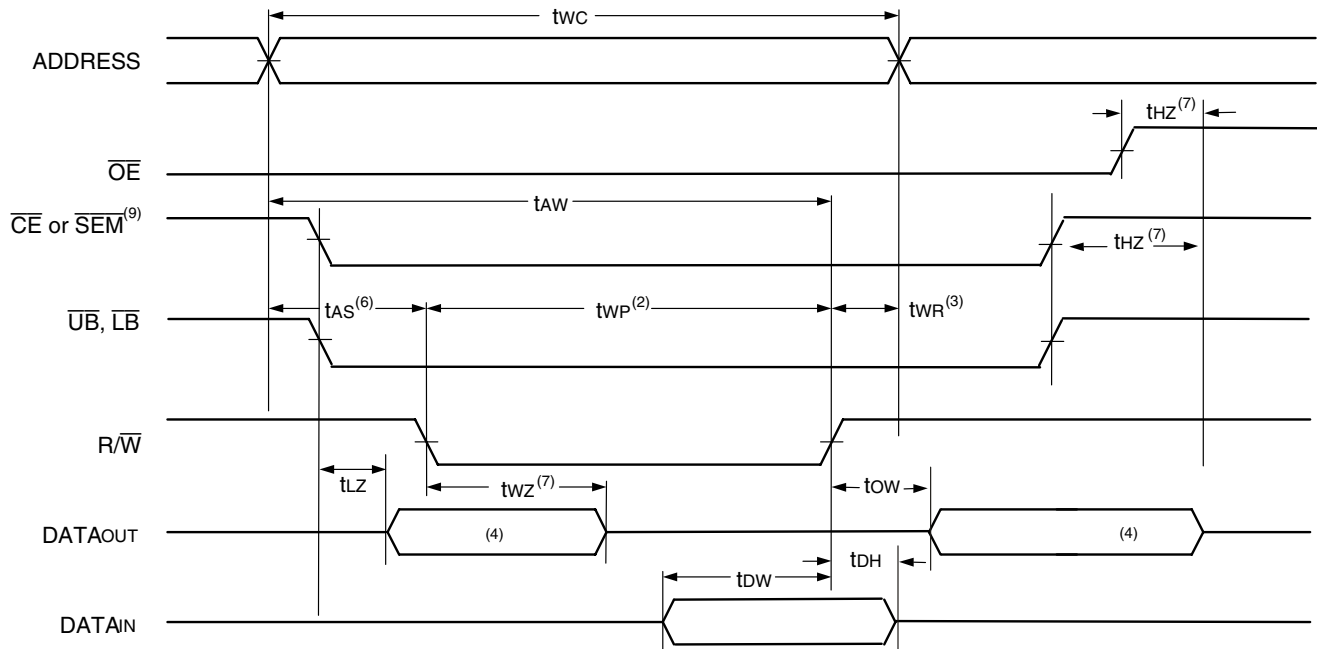 tWC
ADDRESS
tHZ(7)
OE
tAW
CE or SEM(9)
tHZ(7)
tAS(6) tWP(2) tWR(3)
UB, LB
R/W
tLZ tWZ(7) tOW
DATAOUT (4) (4)
tDW tDH
DATAIN